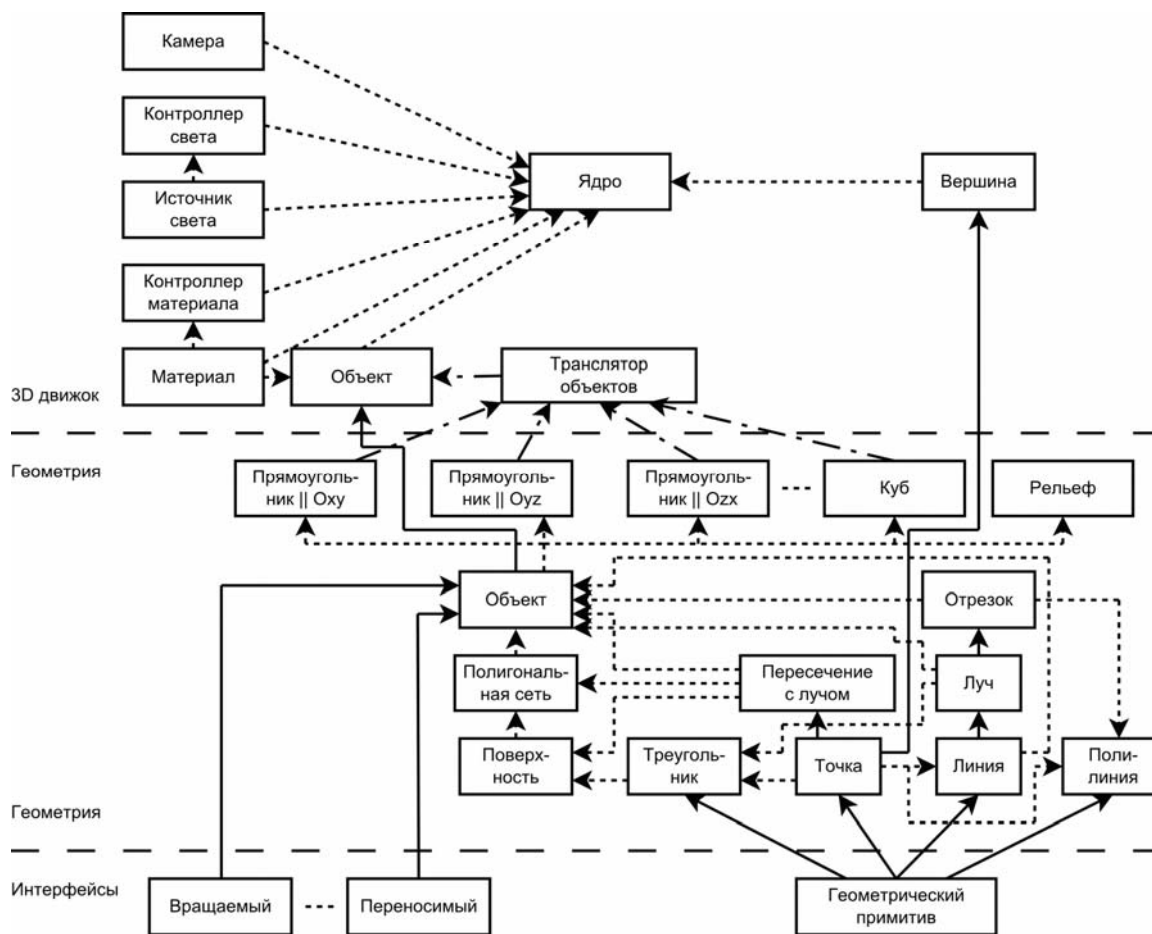 Камера
Контроллер
света
Источник
света
Ядро
Вершина
Контроллер
материала
Материал
Объект
Транслятор
объектов
3D движок
Геометрия
Прямоуголь-
ник || Oxy
Прямоуголь-
ник || Oyz
Прямоуголь-
ник || Ozx
Куб
Рельеф
Объект
Отрезок
Полигональ-
ная сеть
Пересечение
с лучом
Луч
Поверх-
ность
Треуголь-
ник
Точка
Линия
Поли-
линия
Геометрия
Интерфейсы
Вращаемый
Переносимый
Геометрический
примитив